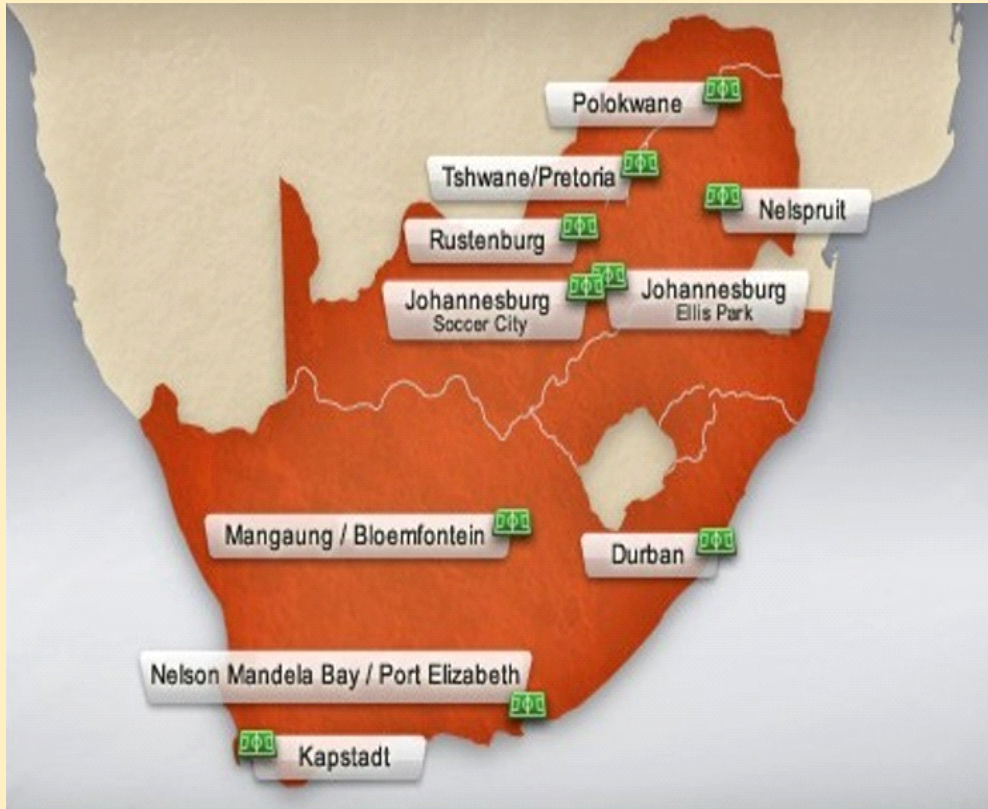 Polokwane
Tshwane/Pretoria
Nelspruit
Rustenburg
Johannesburg
Soccer City
Johannesburg
Ellis Park
Mangaung / Bloemfontein
Durban
Nelson Mandela Bay / Port Elizabeth
Kapstadt